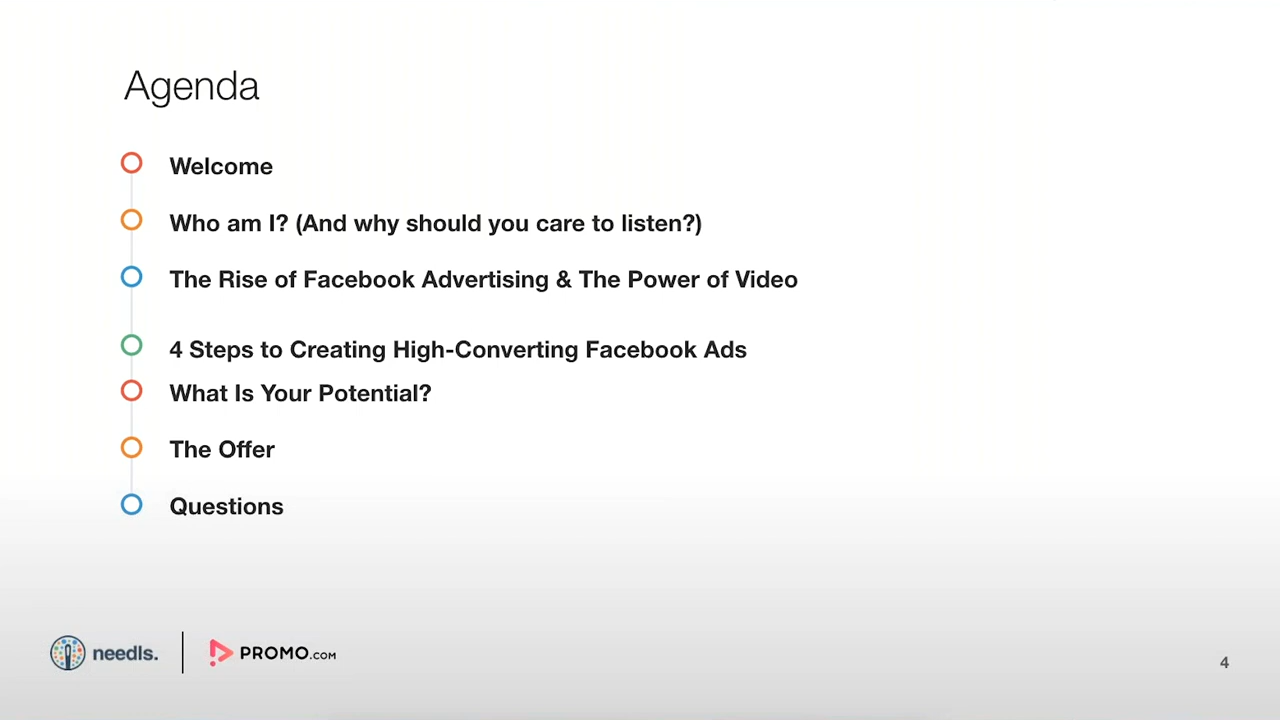 Agenda
Welcome
Who am I? (And why should you care to listen?)
The Rise of Facebook Advertising & The Power of Video
4 Steps to Creating High-Converting Facebook Ads
What Is Your Potential?
The Offer
Questions
needls.
PROMO.COM
4